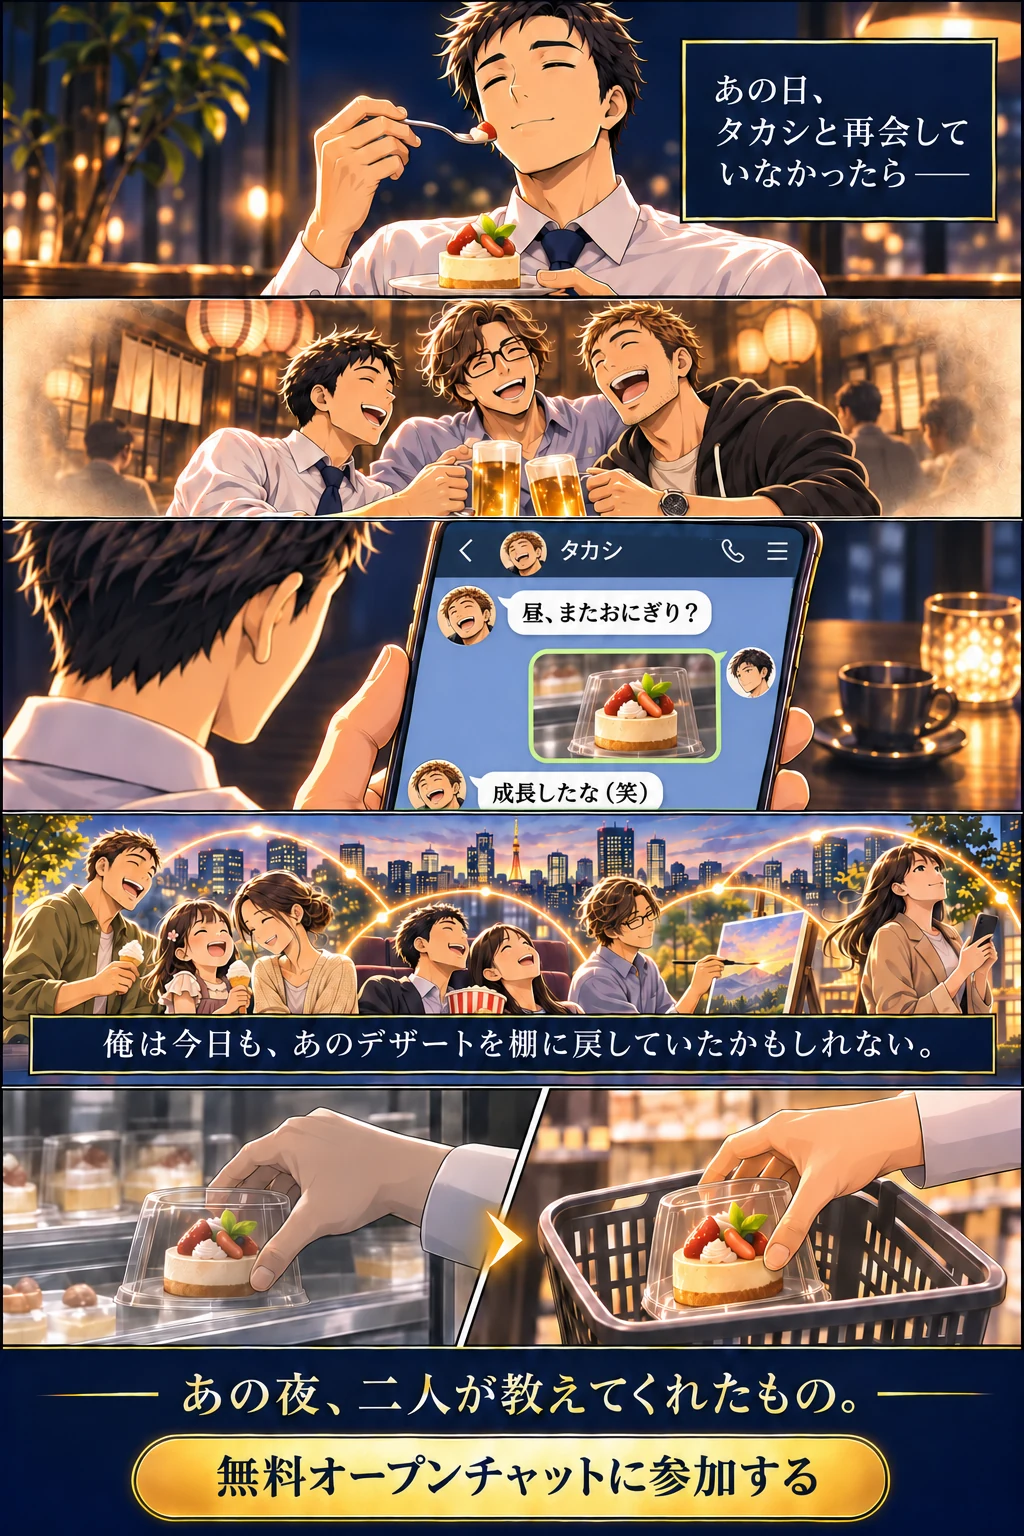 あの日、
タカシと再会して
いなかったら──
タカシ
昼、またおにぎり？
成長したな（笑）
俺は今日も、あのデザートを棚に戻していたかもしれない。
あの夜、二人が教えてくれたもの。
無料オープンチャットに参加する